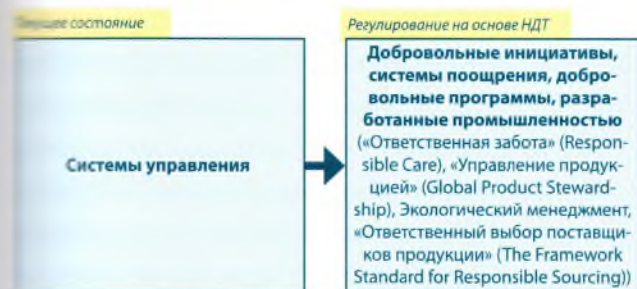 состояние
Регулирование на основе НДТ
Системы управления
Добровольные инициативы,
системы поощрения, добро-
вольные программы, разра-
ботанные промышленностью
(«Ответственная забота» (Respon-
sible Care), «Управление продук-
цией» (Global Product Steward-
ship), Экологический менеджмент,
«Ответственный выбор поставщи-
ков продукции» (The Framework
Standard for Responsible Sourcing))